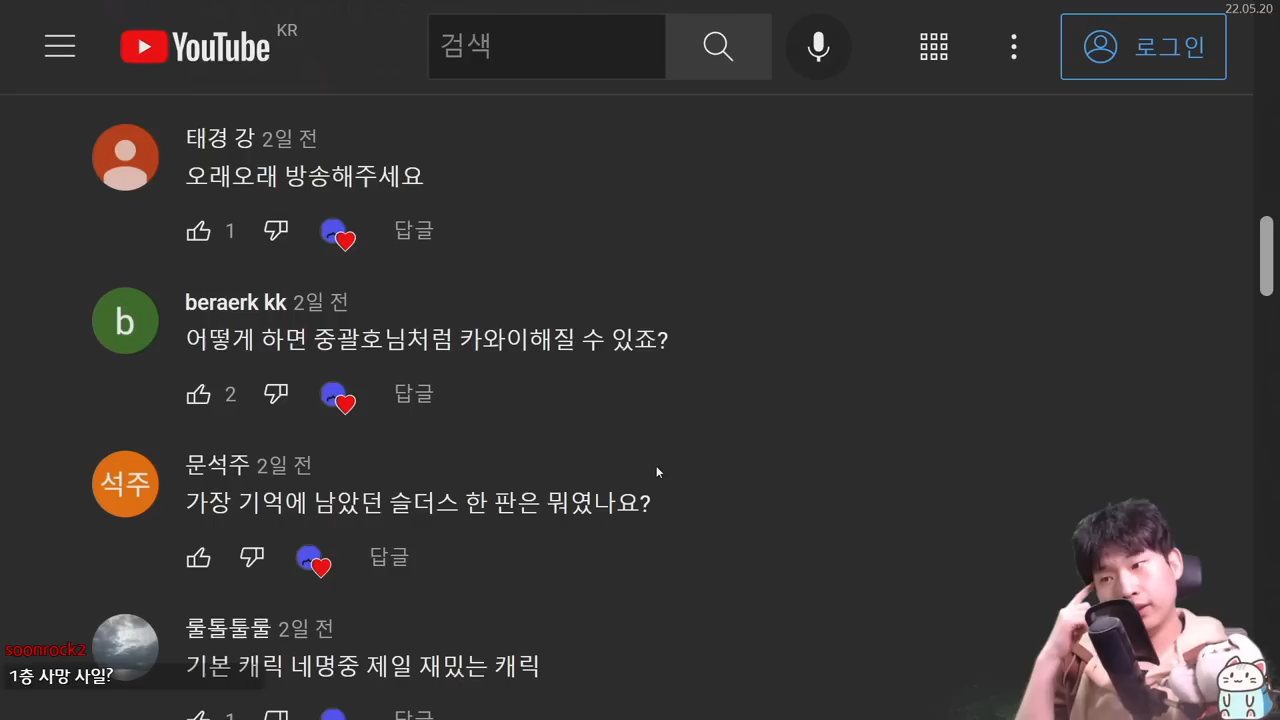 22.05.20
YouTube KR
검색
로그인
태경 강 2일 전
오래오래 방송해주세요
1 답글
b
beraerk kk 2일 전
어떻게 하면 중괄호님처럼 카와이해질 수 있죠?
2 답글
석주
문석주 2일 전
가장 기억에 남았던 슬더스 한 판은 뭐였나요?
답글
룰톨툴룰 2일 전
soonrock2
기본 캐릭 네명중 제일 재밌는 캐릭
1층 사망 사일?
1 답글